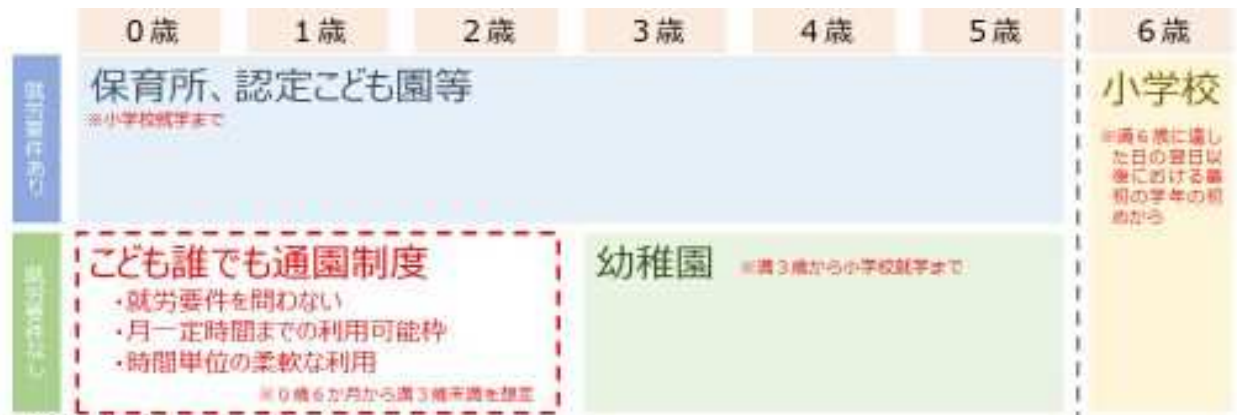 0歳
1歳
2歳
3歳
4歳
5歳
6歳
就労要件あり
保育所、認定こども園等
※小学校就学まで
小学校
※満6歳に達し
た日の翌日以
後における最
初の学年の初
めから
就労要件なし
こども誰でも通園制度
・就労要件を問わない
・月一定時間までの利用可能枠
・時間単位の柔軟な利用
※0歳6か月から満3歳未満を想定
幼稚園
※満3歳から小学校就学まで